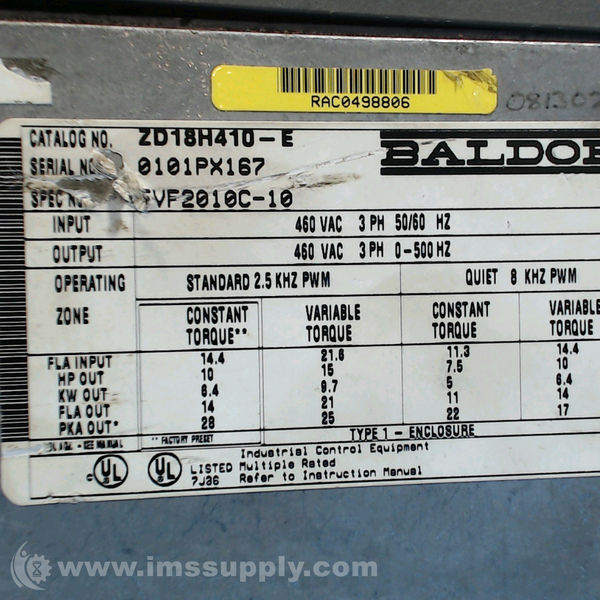 RAC0498806
CATALOG NO. ZD18H410-E
BALDOR
SERIAL NO. 0101PX167
SPEC NO. VF2010C-10
INPUT 460 VAC 3 PH 50/60 HZ
OUTPUT 460 VAC 3 PH 0-500 HZ
OPERATING STANDARD 2.5 KHZ PWM QUIET 8 KHZ PWM
ZONE CONSTANT TORQUE** VARIABLE TORQUE CONSTANT TORQUE VARIABLE TORQUE
FLA INPUT 14.4 21.6 11.3 14.4
HP OUT 10 15 7.5 10
KW OUT 6.4 9.7 5 6.4
FLA OUT 14 21 11 14
PKA OUT* 28 25 22 17
SEE MANUAL ** FACTORY PRESET TYPE 1 - ENCLOSURE
UL UL LISTED 7J36
Industrial Control Equipment
Multiple Rated
Refer to Instruction Manual
www.imssupply.com